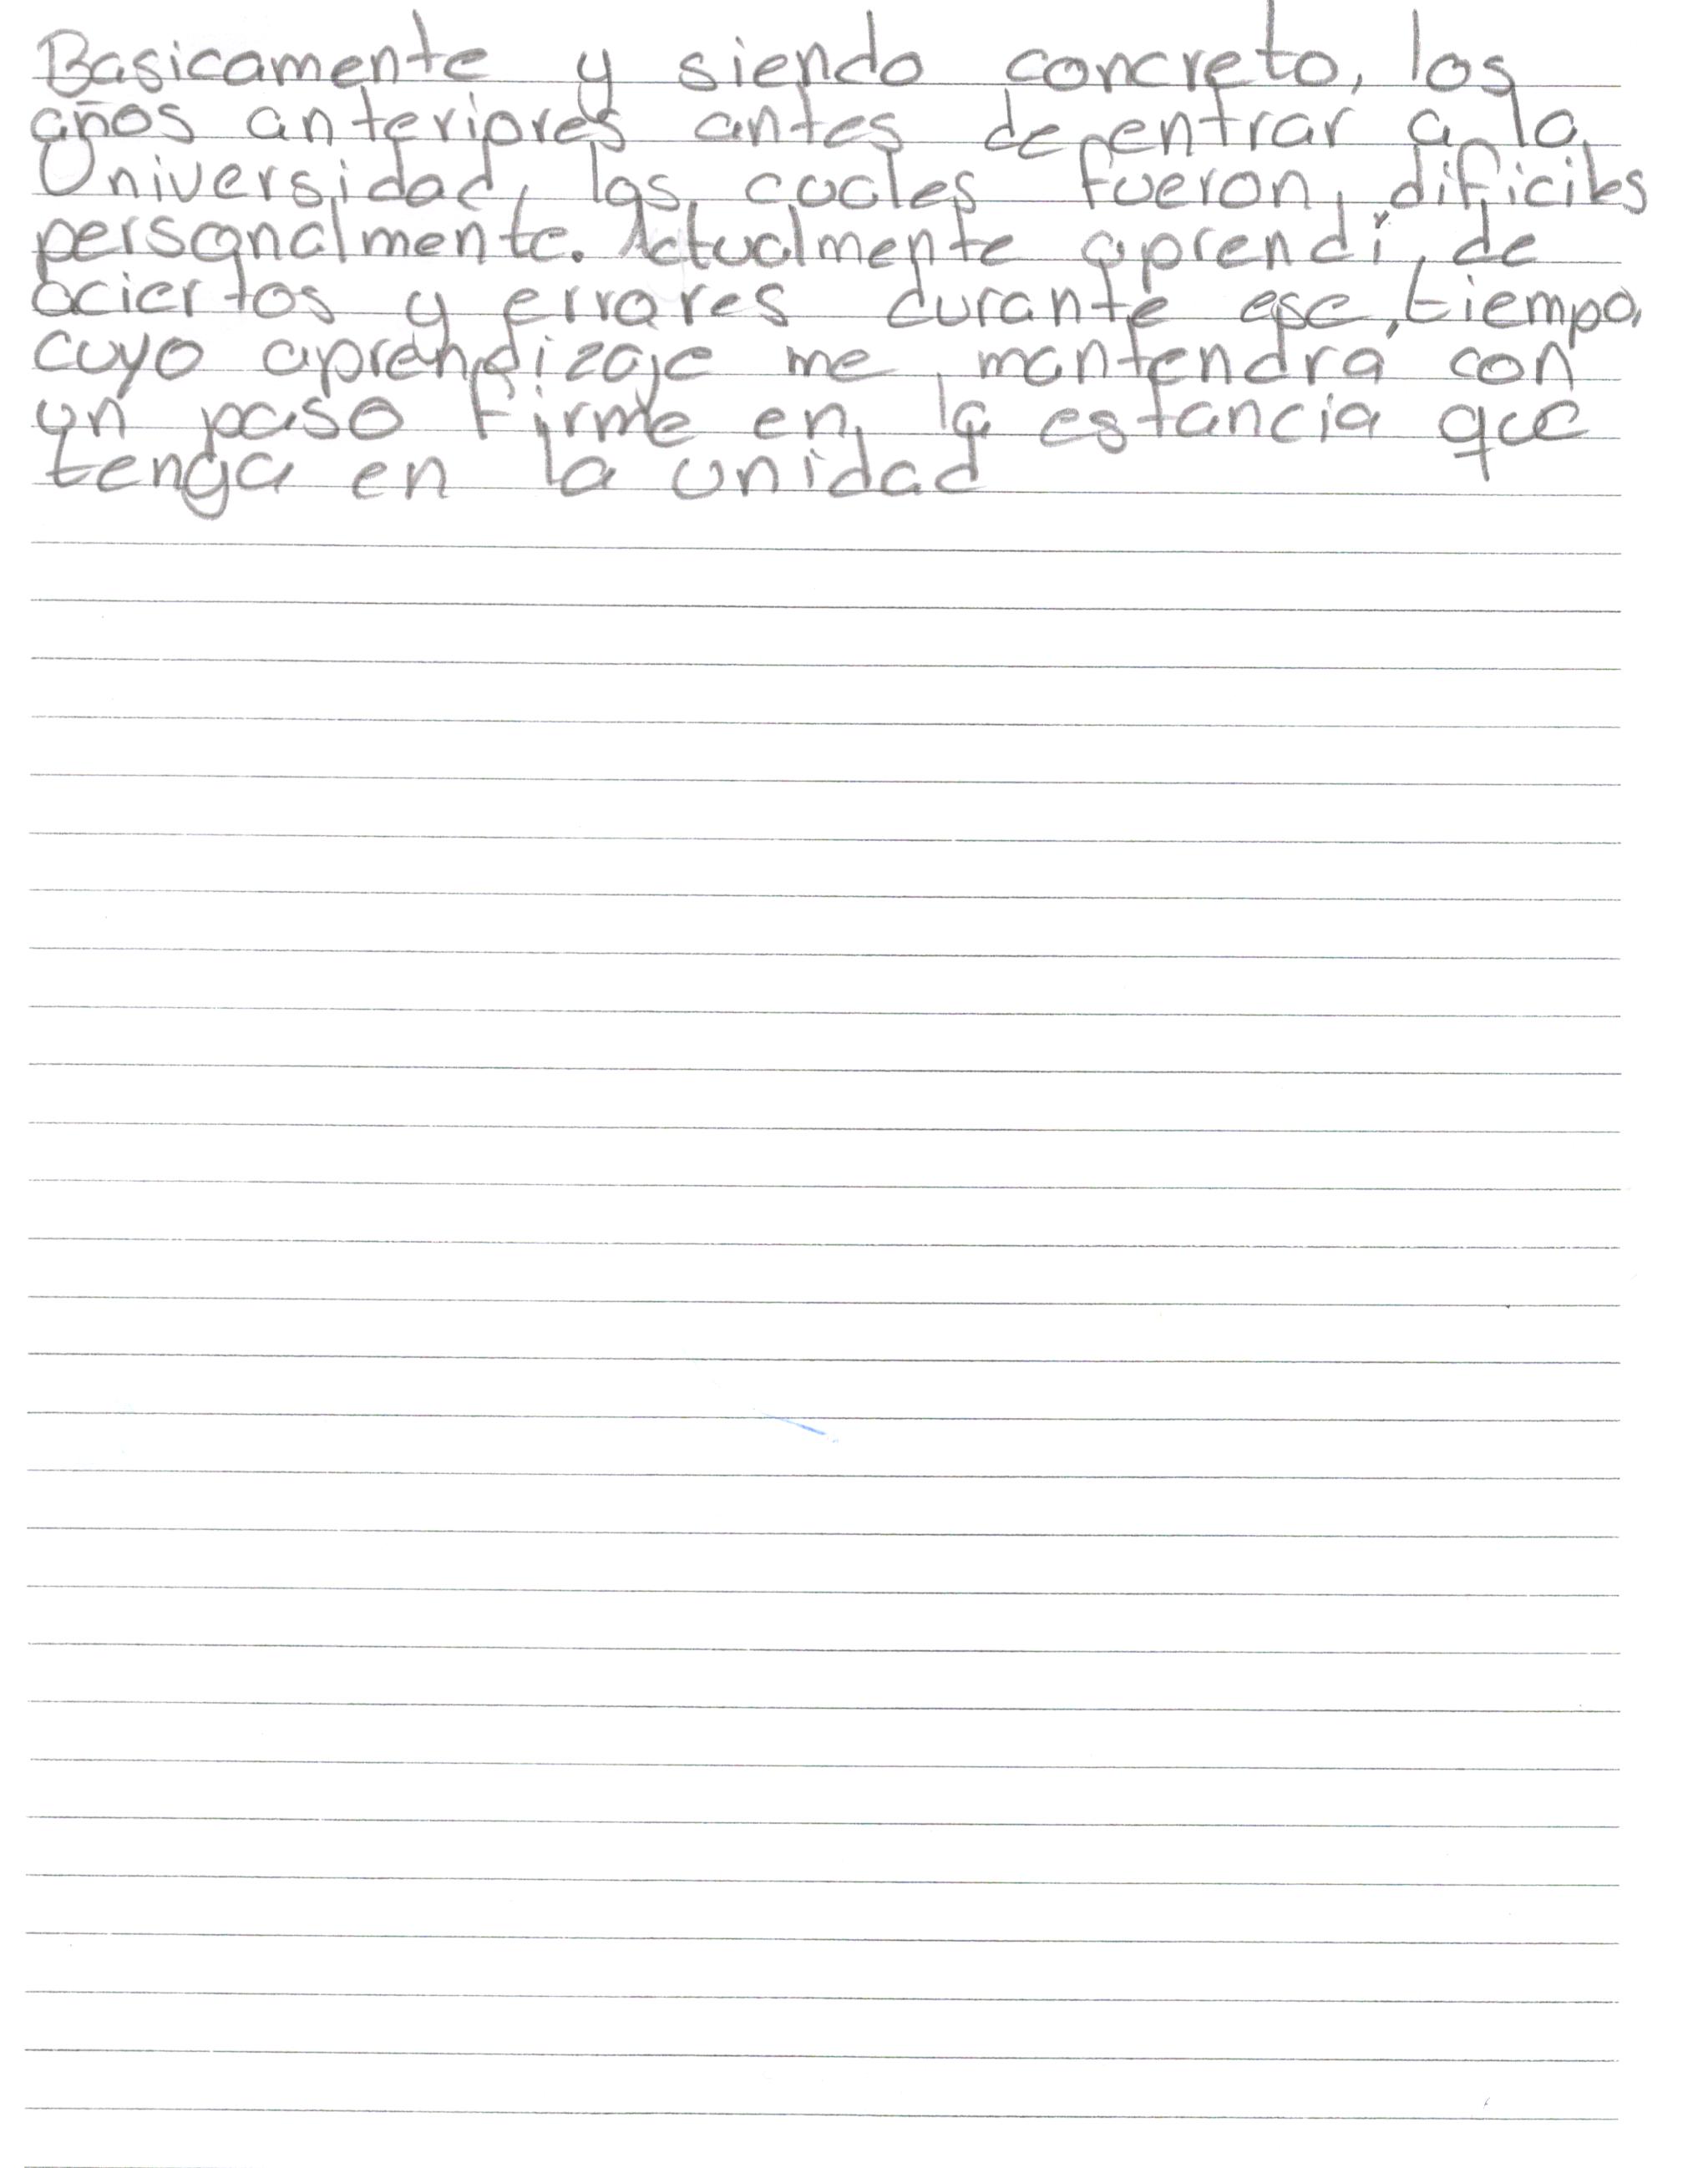 Basicamente y siendo concreto, los
años anteriores antes de entrar a la
Universidad, los cuales fueron dificiles
personalmente. Actualmente aprendí de
aciertos y errores durante ese tiempo,
cuyo aprendizaje me mantendrá con
un paso firme en la estancia que
tenga en la unidad